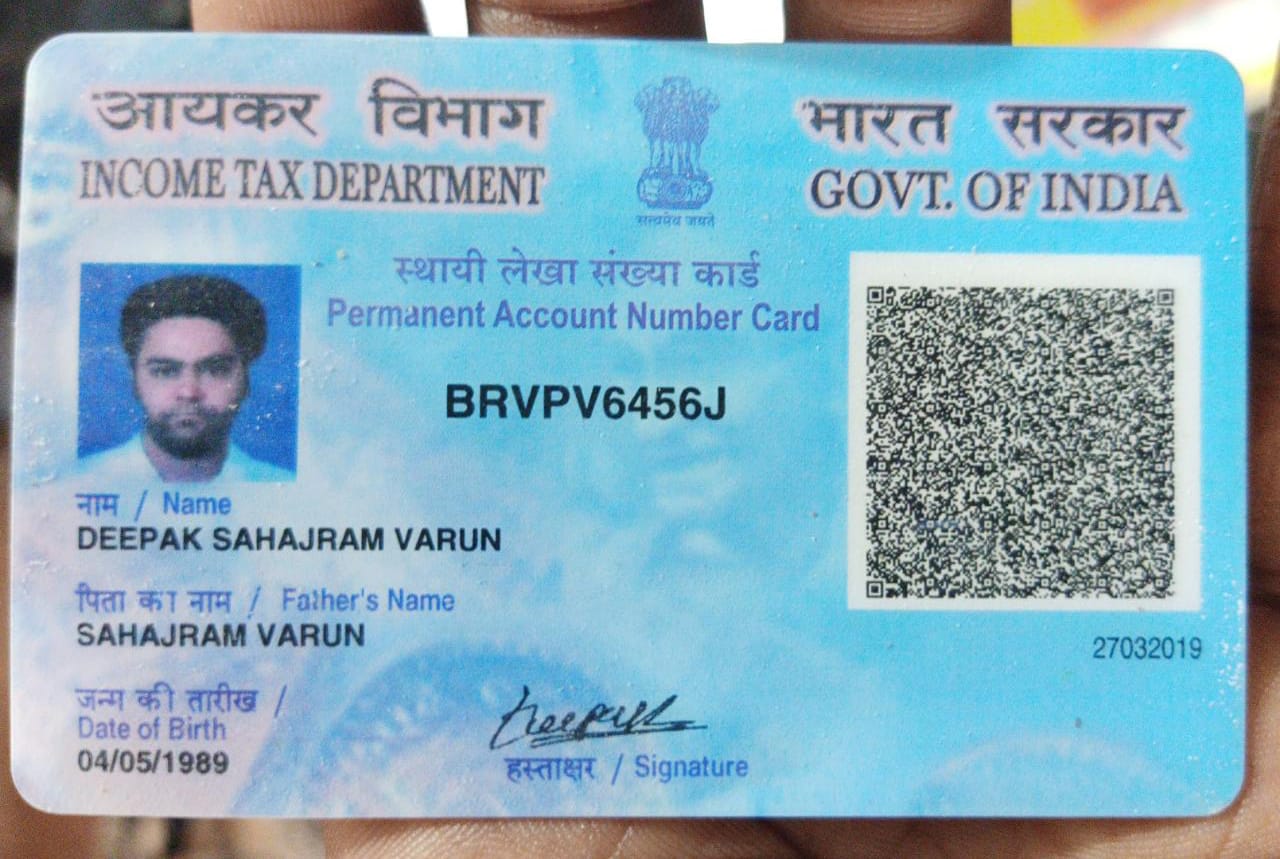 आयकर विभाग
INCOME TAX DEPARTMENT
सत्यमेव जयते
भारत सरकार
GOVT. OF INDIA
स्थायी लेखा संख्या कार्ड
Permanent Account Number Card
BRVPV6456J
नाम / Name
DEEPAK SAHAJRAM VARUN
पिता का नाम / Father's Name
SAHAJRAM VARUN
27032019
जन्म की तारीख /
Date of Birth
04/05/1989
Deepak
हस्ताक्षर / Signature